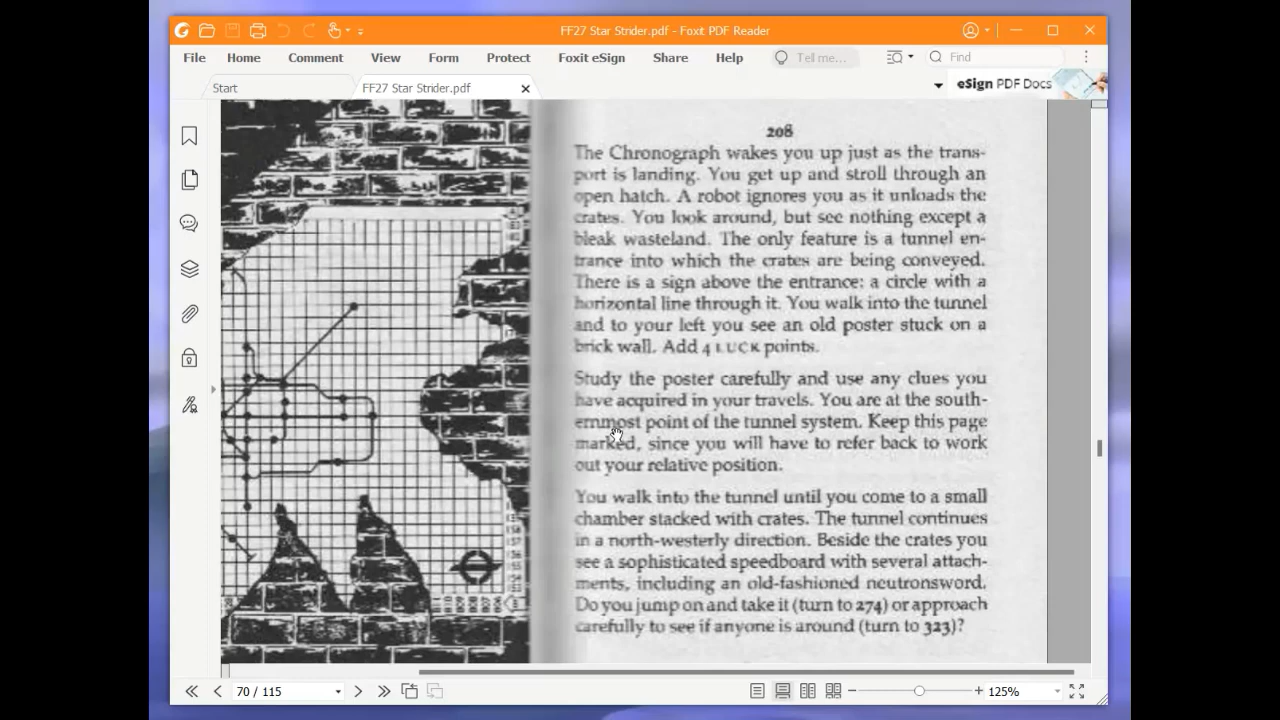 FF27 Star Strider.pdf - Foxit PDF Reader
File Home Comment View Form Protect Foxit eSign Share Help Tell me... Find
Start FF27 Star Strider.pdf eSign PDF Docs
208
The Chronograph wakes you up just as the trans-
port is landing. You get up and stroll through an
open hatch. A robot ignores you as it unloads the
crates. You look around, but see nothing except a
bleak wasteland. The only feature is a tunnel en-
trance into which the crates are being conveyed.
There is a sign above the entrance: a circle with a
horizontal line through it. You walk into the tunnel
and to your left you see an old poster stuck on a
brick wall. Add 4 LUCK points.
Study the poster carefully and use any clues you
have acquired in your travels. You are at the south-
ernmost point of the tunnel system. Keep this page
marked, since you will have to refer back to work
out your relative position.
You walk into the tunnel until you come to a small
chamber stacked with crates. The tunnel continues
in a north-westerly direction. Beside the crates you
see a sophisticated speedboard with several attach-
ments, including an old-fashioned neutronsword.
Do you jump on and take it (turn to 274) or approach
carefully to see if anyone is around (turn to 323)?
70 / 115 125%